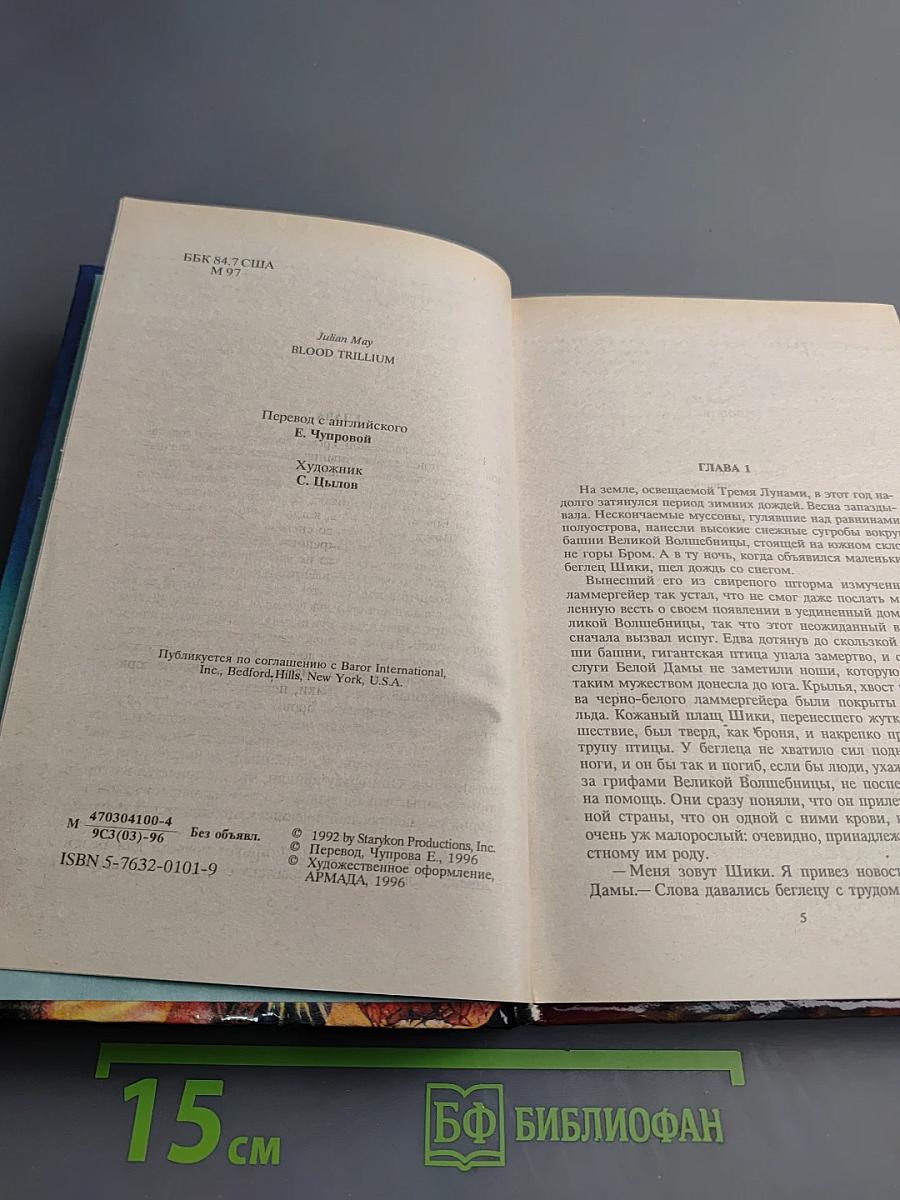 ББК 84.7 США
М 97
Julian May
BLOOD TRILLIUM
Перевод с английского
Е. Чупровой
Художник
С. Цылов
Публикуется по соглашению с Baror International,
Inc., Bedford Hills, New York, U.S.A.
М 470304100-4
9С3(03)-96 Без объявл.
ISBN 5-7632-0101-9
© 1992 by Starykon Productions, Inc.
© Перевод, Чупрова Е., 1996
© Художественное оформление,
АРМАДА, 1996
ГЛАВА 1
На земле, освещаемой Тремя Лунами, в этот год на-
долго затянулся период зимних дождей. Весна запазды-
вала. Нескончаемые муссоны, гулявшие над равнинами
полуострова, нанесли высокие снежные сугробы вокруг
башни Великой Волшебницы, стоящей на южном скло-
не горы Бром. А в ту ночь, когда объявился маленький
беглец Шики, шел дождь со снегом.
Вынесший его из свирепого шторма измученн
ламмергейер так устал, что не смог даже послать м
ленную весть о своем появлении в уединенный дом
ликой Волшебницы, так что этот неожиданный в
сначала вызвал испуг. Едва дотянув до скользкой
ши башни, гигантская птица упала замертво, и с
слуги Белой Дамы не заметили ноши, которую
таким мужеством донесла до юга. Крылья, хвост
ва черно-белого ламмергейера были покрыты
льда. Кожаный плащ Шики, перенесшего жутк
шествие, был тверд, как броня, и накрепко пр
трупу птицы. У беглеца не хватило сил подн
ноги, и он бы так и погиб, если бы люди, ухаж
за грифами Великой Волшебницы, не поспе
на помощь. Они сразу поняли, что он прилет
ной страны, что он одной с ними крови,
очень уж малорослый: очевидно, принадлеж
стному им роду.
— Меня зовут Шики. Я привез новост
Дамы.— Слова давались беглецу с трудом
5
15 см
БФ БИБЛИОФАН